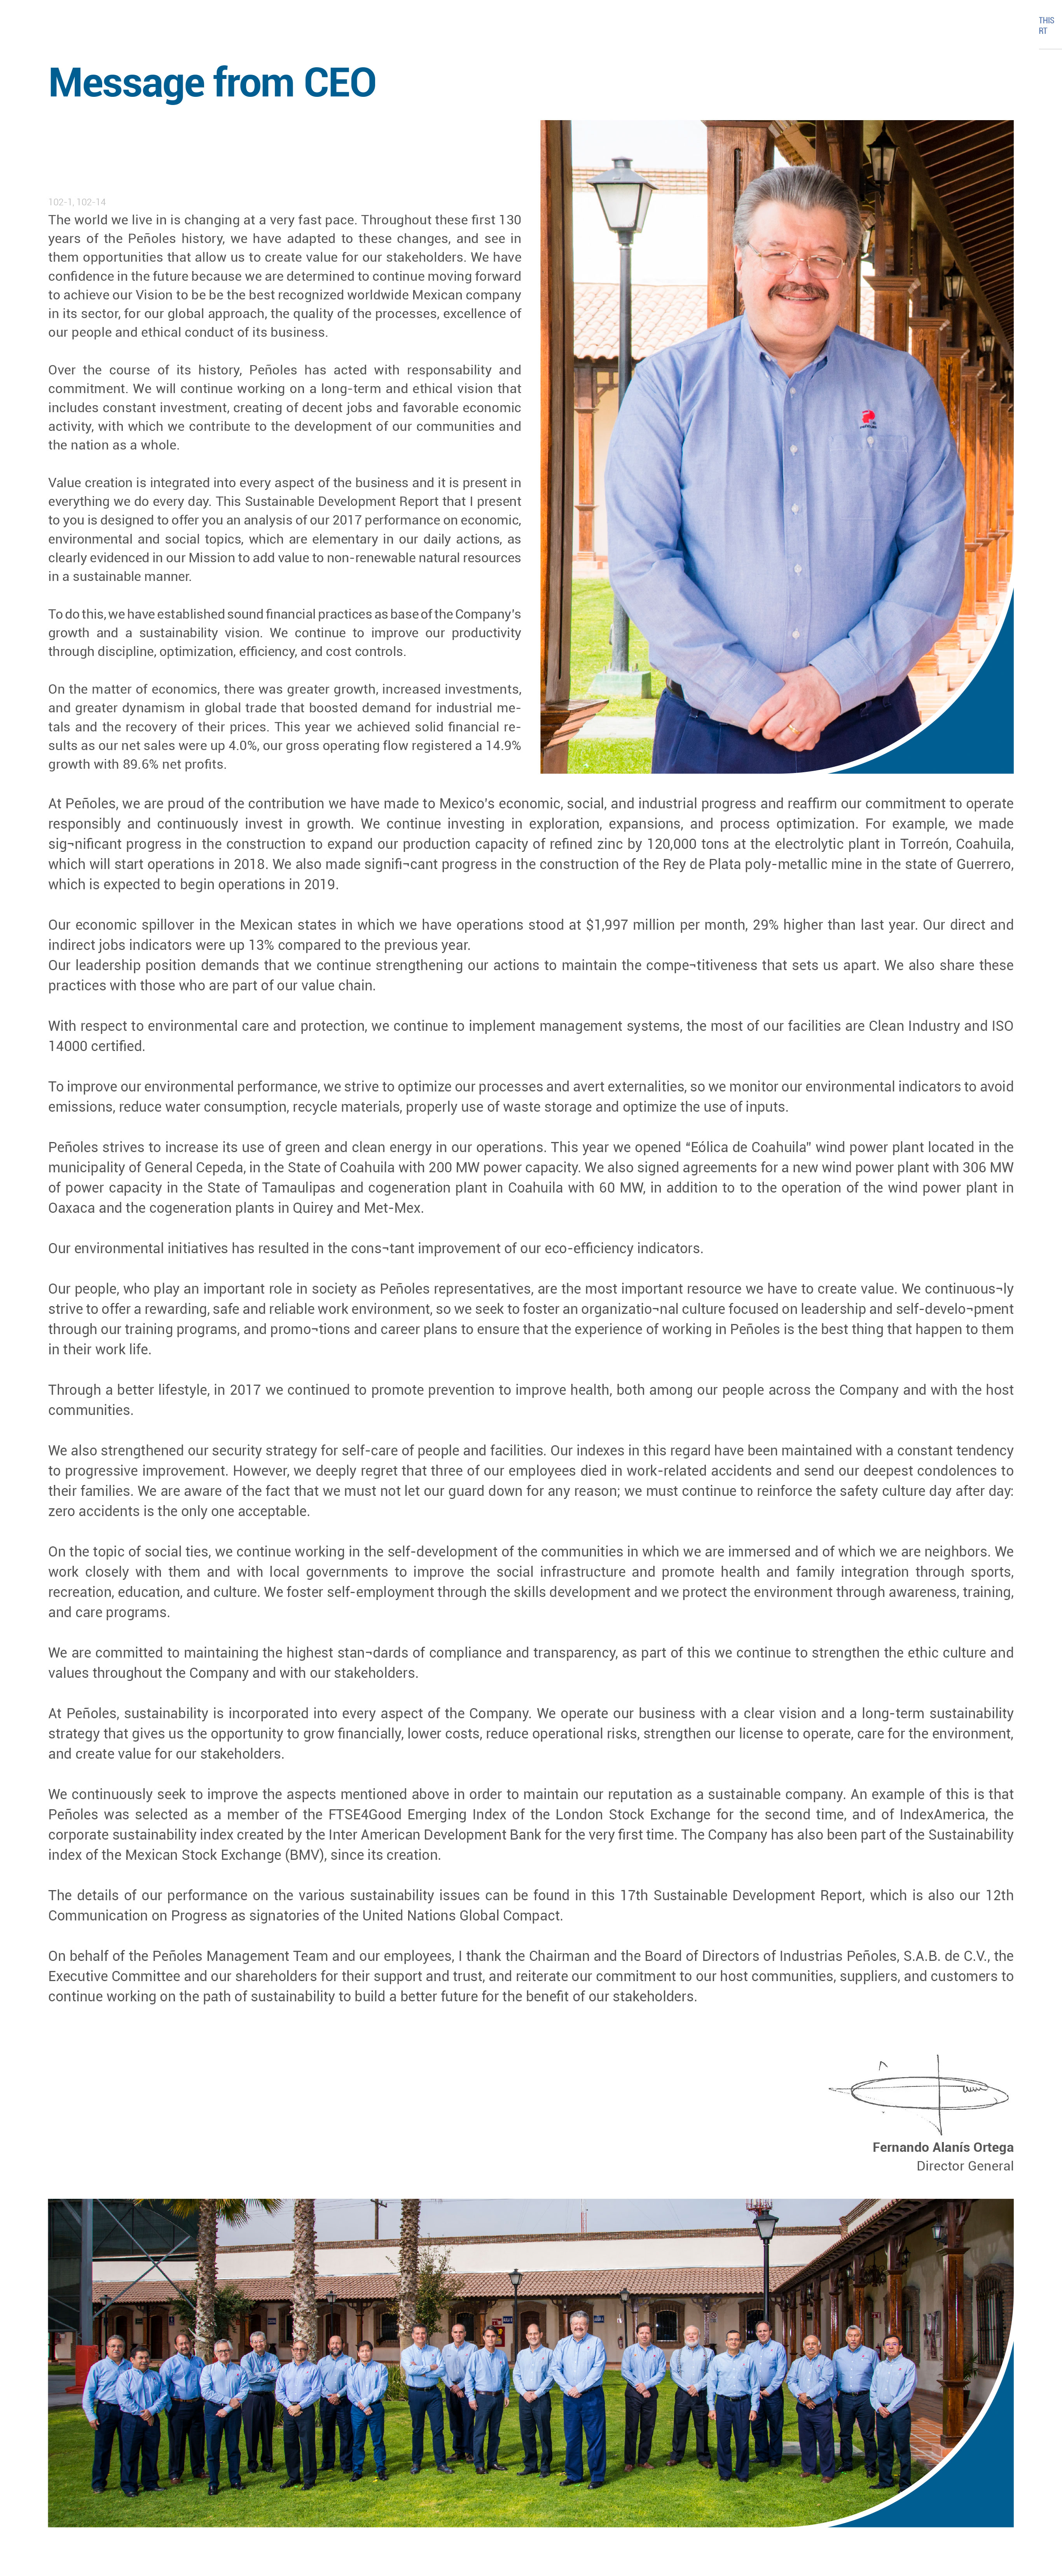 THIS
RT
Message from CEO
102-1, 102-14
The world we live in is changing at a very fast pace. Throughout these first 130
years of the Peñoles history, we have adapted to these changes, and see in
them opportunities that allow us to create value for our stakeholders. We have
confidence in the future because we are determined to continue moving forward
to achieve our Vision to be be the best recognized worldwide Mexican company
in its sector, for our global approach, the quality of the processes, excellence of
our people and ethical conduct of its business.
Over the course of its history, Peñoles has acted with responsability and
commitment. We will continue working on a long-term and ethical vision that
includes constant investment, creating of decent jobs and favorable economic
activity, with which we contribute to the development of our communities and
the nation as a whole.
Value creation is integrated into every aspect of the business and it is present in
everything we do every day. This Sustainable Development Report that I present
to you is designed to offer you an analysis of our 2017 performance on economic,
environmental and social topics, which are elementary in our daily actions, as
clearly evidenced in our Mission to add value to non-renewable natural resources
in a sustainable manner.
To do this, we have established sound financial practices as base of the Company's
growth and a sustainability vision. We continue to improve our productivity
through discipline, optimization, efficiency, and cost controls.
On the matter of economics, there was greater growth, increased investments,
and greater dynamism in global trade that boosted demand for industrial me-
tals and the recovery of their prices. This year we achieved solid financial re-
sults as our net sales were up 4.0%, our gross operating flow registered a 14.9%
growth with 89.6% net profits.
At Peñoles, we are proud of the contribution we have made to Mexico's economic, social, and industrial progress and reaffirm our commitment to operate
responsibly and continuously invest in growth. We continue investing in exploration, expansions, and process optimization. For example, we made
sig¬nificant progress in the construction to expand our production capacity of refined zinc by 120,000 tons at the electrolytic plant in Torreón, Coahuila,
which will start operations in 2018. We also made signifi¬cant progress in the construction of the Rey de Plata poly-metallic mine in the state of Guerrero,
which is expected to begin operations in 2019.
Our economic spillover in the Mexican states in which we have operations stood at $1,997 million per month, 29% higher than last year. Our direct and
indirect jobs indicators were up 13% compared to the previous year.
Our leadership position demands that we continue strengthening our actions to maintain the compe¬titiveness that sets us apart. We also share these
practices with those who are part of our value chain.
With respect to environmental care and protection, we continue to implement management systems, the most of our facilities are Clean Industry and ISO
14000 certified.
To improve our environmental performance, we strive to optimize our processes and avert externalities, so we monitor our environmental indicators to avoid
emissions, reduce water consumption, recycle materials, properly use of waste storage and optimize the use of inputs.
Peñoles strives to increase its use of green and clean energy in our operations. This year we opened “Eólica de Coahuila” wind power plant located in the
municipality of General Cepeda, in the State of Coahuila with 200 MW power capacity. We also signed agreements for a new wind power plant with 306 MW
of power capacity in the State of Tamaulipas and cogeneration plant in Coahuila with 60 MW, in addition to to the operation of the wind power plant in
Oaxaca and the cogeneration plants in Quirey and Met-Mex.
Our environmental initiatives has resulted in the cons¬tant improvement of our eco-efficiency indicators.
Our people, who play an important role in society as Peñoles representatives, are the most important resource we have to create value. We continuous¬ly
strive to offer a rewarding, safe and reliable work environment, so we seek to foster an organizatio¬nal culture focused on leadership and self-develo¬pment
through our training programs, and promo¬tions and career plans to ensure that the experience of working in Peñoles is the best thing that happen to them
in their work life.
Through a better lifestyle, in 2017 we continued to promote prevention to improve health, both among our people across the Company and with the host
communities.
We also strengthened our security strategy for self-care of people and facilities. Our indexes in this regard have been maintained with a constant tendency
to progressive improvement. However, we deeply regret that three of our employees died in work-related accidents and send our deepest condolences to
their families. We are aware of the fact that we must not let our guard down for any reason; we must continue to reinforce the safety culture day after day:
zero accidents is the only one acceptable.
On the topic of social ties, we continue working in the self-development of the communities in which we are immersed and of which we are neighbors. We
work closely with them and with local governments to improve the social infrastructure and promote health and family integration through sports,
recreation, education, and culture. We foster self-employment through the skills development and we protect the environment through awareness, training,
and care programs.
We are committed to maintaining the highest stan¬dards of compliance and transparency, as part of this we continue to strengthen the ethic culture and
values throughout the Company and with our stakeholders.
At Peñoles, sustainability is incorporated into every aspect of the Company. We operate our business with a clear vision and a long-term sustainability
strategy that gives us the opportunity to grow financially, lower costs, reduce operational risks, strengthen our license to operate, care for the environment,
and create value for our stakeholders.
We continuously seek to improve the aspects mentioned above in order to maintain our reputation as a sustainable company. An example of this is that
Peñoles was selected as a member of the FTSE4Good Emerging Index of the London Stock Exchange for the second time, and of IndexAmerica, the
corporate sustainability index created by the Inter American Development Bank for the very first time. The Company has also been part of the Sustainability
index of the Mexican Stock Exchange (BMV), since its creation.
The details of our performance on the various sustainability issues can be found in this 17th Sustainable Development Report, which is also our 12th
Communication on Progress as signatories of the United Nations Global Compact.
On behalf of the Peñoles Management Team and our employees, I thank the Chairman and the Board of Directors of Industrias Peñoles, S.A.B. de C.V., the
Executive Committee and our shareholders for their support and trust, and reiterate our commitment to our host communities, suppliers, and customers to
continue working on the path of sustainability to build a better future for the benefit of our stakeholders.
Fernando Alanís Ortega
Director General